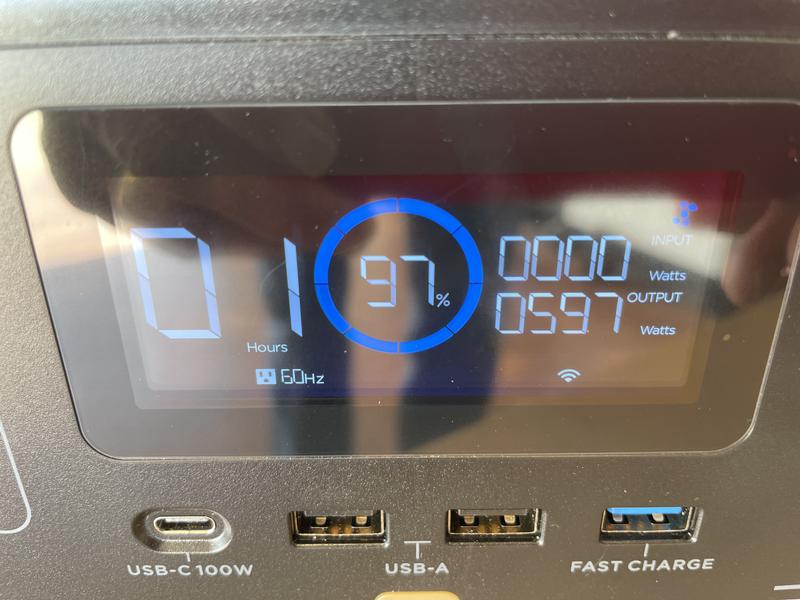 01
Hours
97%
INPUT
0000
Watts
OUTPUT
0597
Watts
60Hz
USB-C 100W
USB-A
FAST CHARGE